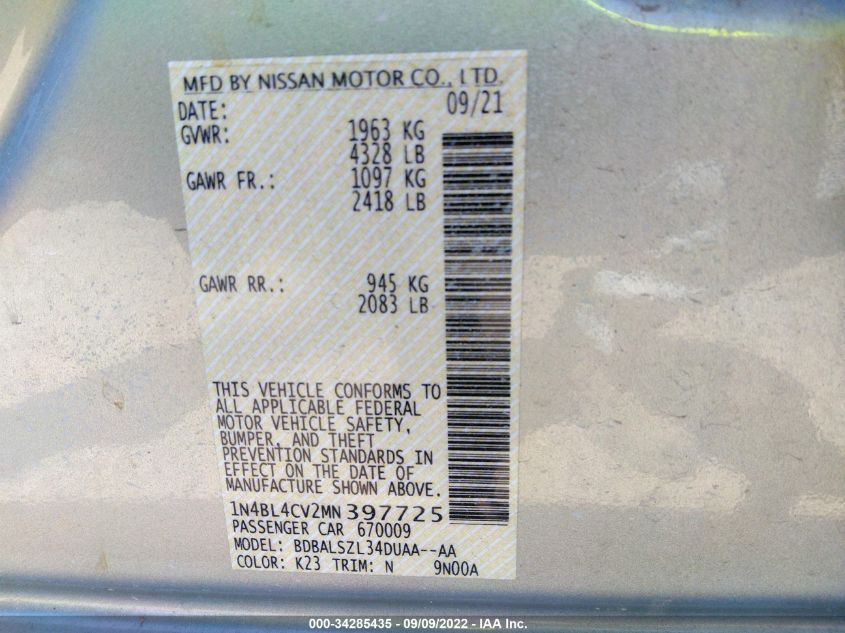 MFD BY NISSAN MOTOR CO., LTD.
DATE: 09/21
GVWR: 1963 KG
4328 LB
GAWR FR.: 1097 KG
2418 LB
GAWR RR.: 945 KG
2083 LB
THIS VEHICLE CONFORMS TO
ALL APPLICABLE FEDERAL
MOTOR VEHICLE SAFETY,
BUMPER, AND THEFT
PREVENTION STANDARDS IN
EFFECT ON THE DATE OF
MANUFACTURE SHOWN ABOVE.
1N4BL4CV2MN397725
PASSENGER CAR 670009
MODEL: BDBALSZL34DUAA--AA
COLOR: K23 TRIM: N 9N00A
000-34285435 - 09/09/2022 - IAA Inc.